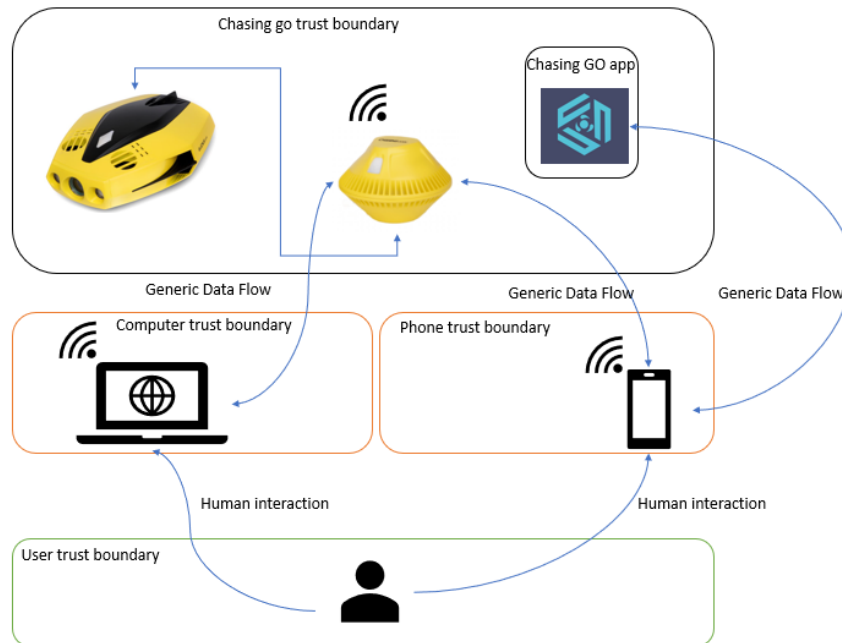 Chasing go trust boundary
Chasing GO app
Generic Data Flow
Generic Data Flow
Generic Data Flow
Computer trust boundary
Phone trust boundary
Human interaction
Human interaction
User trust boundary